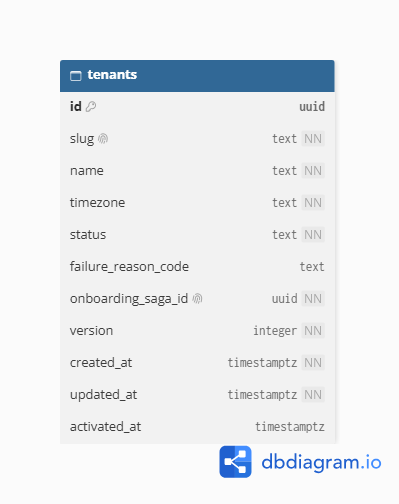 tenants
id uuid
slug text NN
name text NN
timezone text NN
status text NN
failure_reason_code text
onboarding_saga_id uuid NN
version integer NN
created_at timestamptz NN
updated_at timestamptz NN
activated_at timestamptz
dbdiagram.io